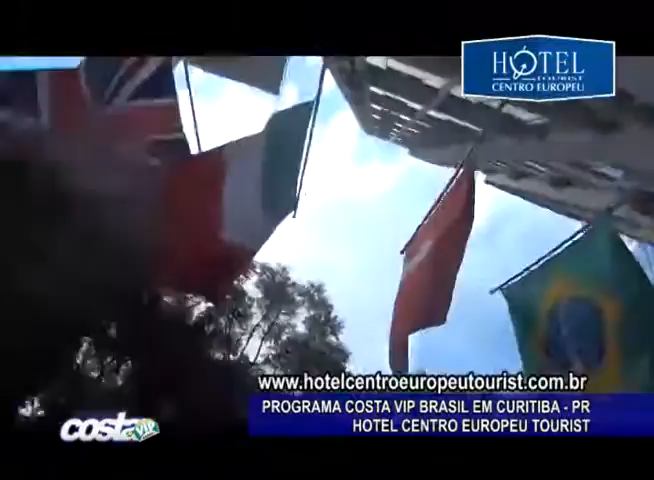 HOTEL
TOURIST
CENTRO EUROPEU
WWW.HOTELCENTROEUROPEUTOURIST.COM.BR
PROGRAMA COSTA VIP BRASIL EM CURITIBA - PR
HOTEL CENTRO EUROPEU TOURIST
costa VIP